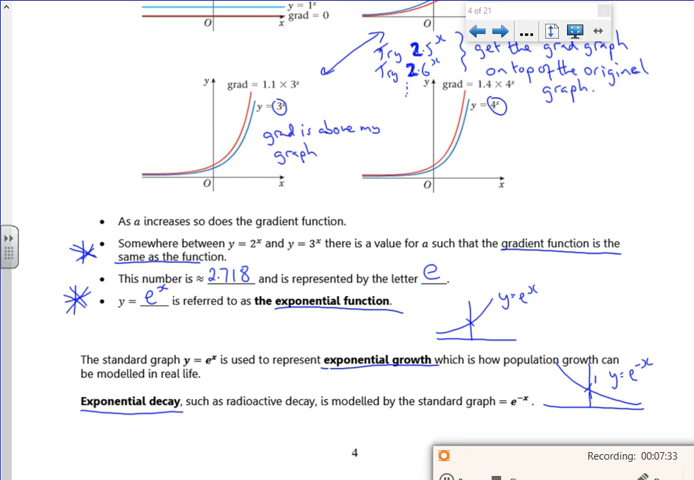 y = 1ˣ
grad = 0
O
x
O
4 of 21
Try 2.5ˣ
Try 2.6ˣ
⋮
get the grad graph
on top of the original
graph.
y
grad = 1.1 × 3ˣ
y = 3ˣ
grad is above my
graph
O
x
y
grad = 1.4 × 4ˣ
y = 4ˣ
O
x
• As a increases so does the gradient function.
• Somewhere between y = 2ˣ and y = 3ˣ there is a value for a such that the gradient function is the
same as the function.
• This number is ≈ 2.718 and is represented by the letter e.
• y = eˣ is referred to as the exponential function.
y=eˣ
The standard graph y = eˣ is used to represent exponential growth which is how population growth can
be modelled in real life.
y=e⁻ˣ
1
Exponential decay, such as radioactive decay, is modelled by the standard graph = e⁻ˣ.
4
Recording: 00:07:33